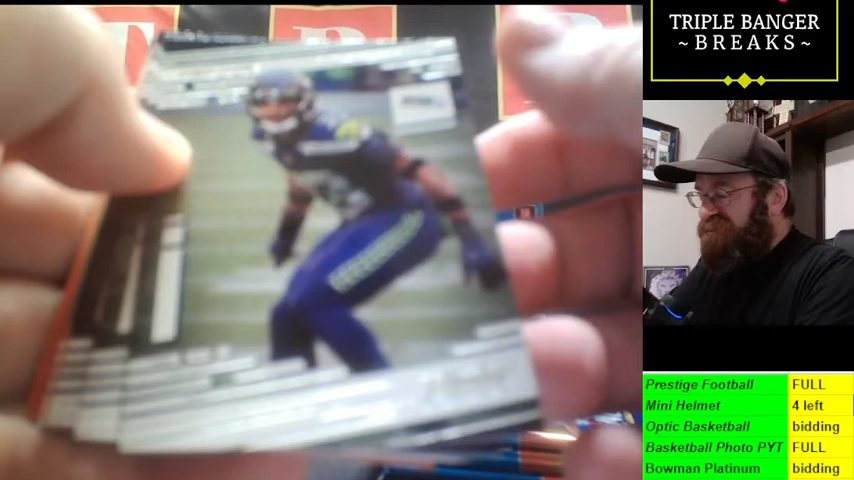 TRIPLE BANGER
~ BREAKS ~
Prestige Football FULL
Mini Helmet 4 left
Optic Basketball bidding
Basketball Photo PYT FULL
Bowman Platinum bidding